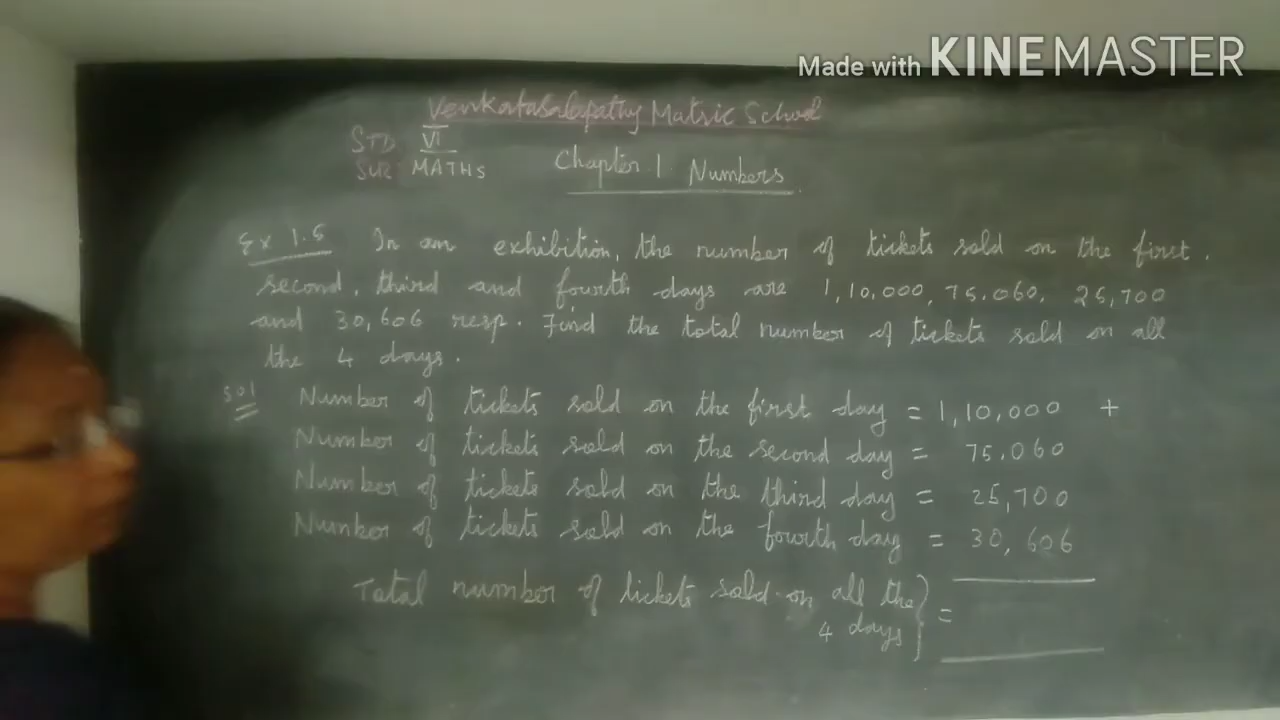 Made with KINEMASTER
Venkatasalapathy Matric School
STD VI
SUB MATHS
Chapter 1. Numbers
Ex 1.5 In an exhibition, the number of tickets sold on the first,
second, third and fourth days are 1,10,000, 75,060, 25,700
and 30,606 resp. Find the total number of tickets sold on all
the 4 days.
Sol Number of tickets sold on the first day = 1,10,000 +
Number of tickets sold on the second day = 75,060
Number of tickets sold on the third day = 25,700
Number of tickets sold on the fourth day = 30,606
Total number of tickets sold on all the } =
4 days